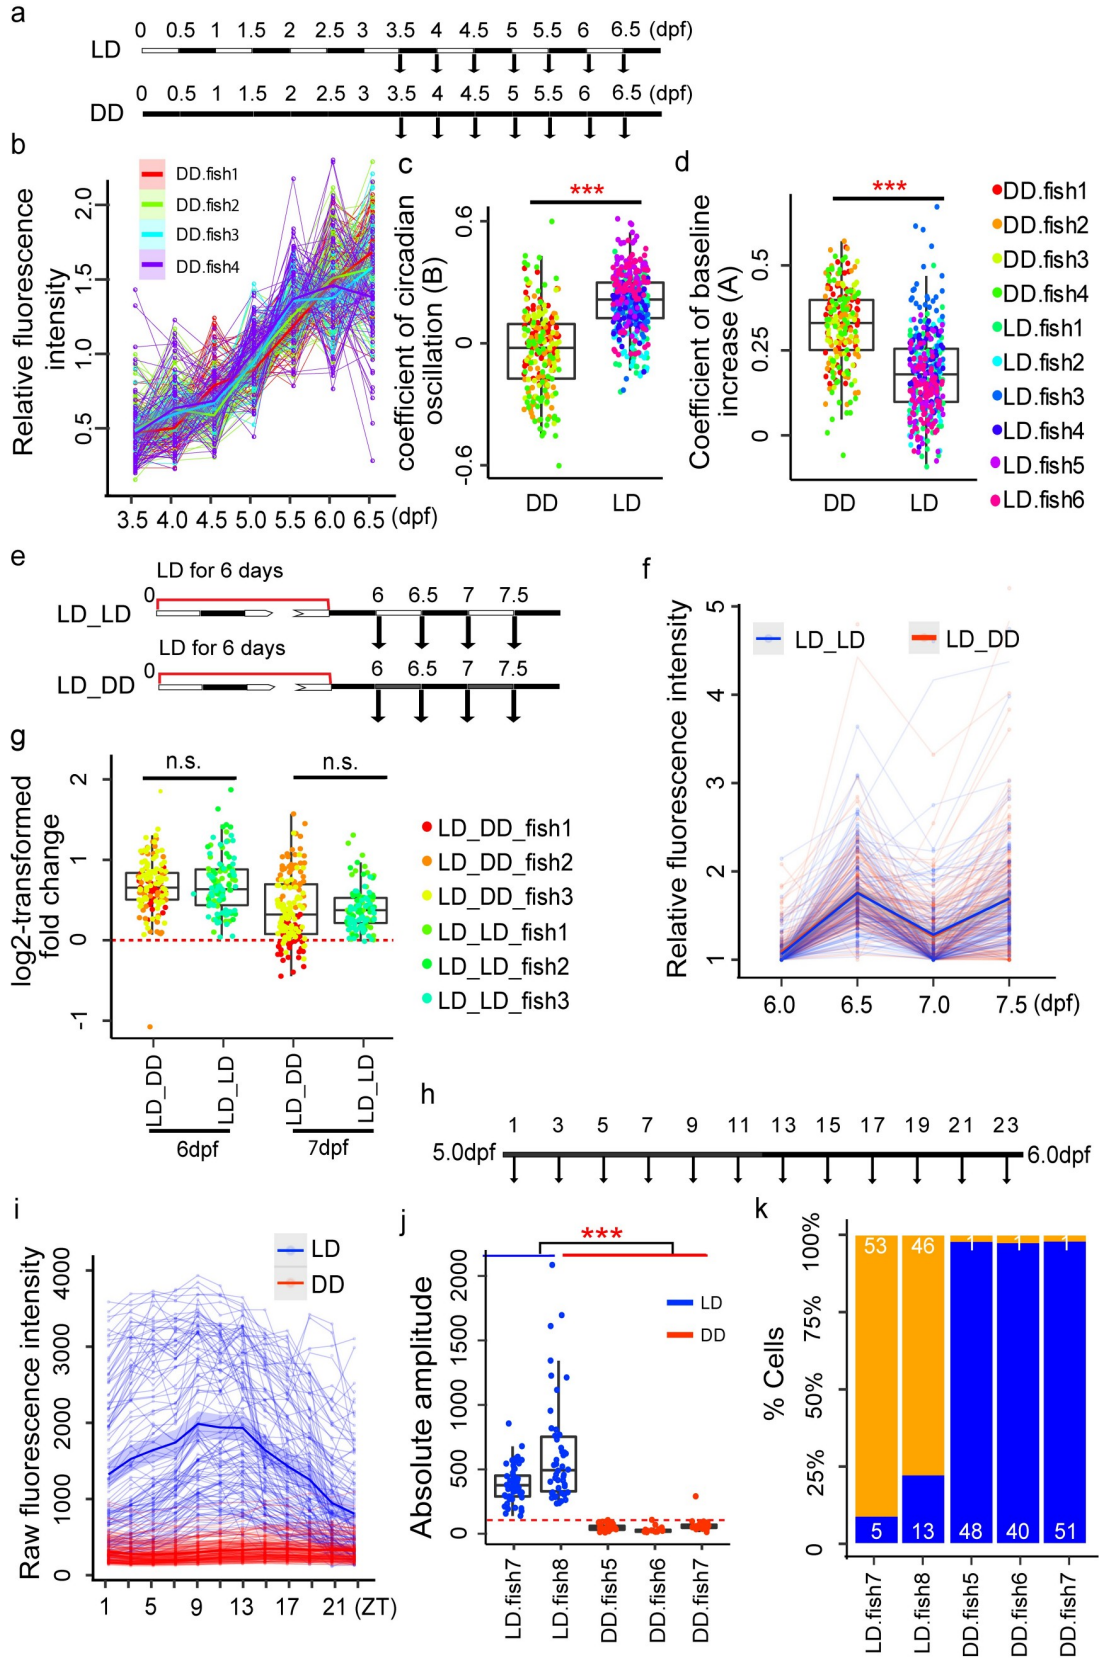 a
0 0.5 1 1.5 2 2.5 3 3.5 4 4.5 5 5.5 6 6.5 (dpf)
LD
0 0.5 1 1.5 2 2.5 3 3.5 4 4.5 5 5.5 6 6.5 (dpf)
DD
b
Relative fluorescence
intensity
2.0
1.5
1.0
0.5
DD.fish1
DD.fish2
DD.fish3
DD.fish4
3.5 4.0 4.5 5.0 5.5 6.0 6.5 (dpf)
c
coefficient of circadian
oscillation (B)
***
0.6
0
-0.6
DD LD
d
Coefficient of baseline
increase (A)
***
0.5
0.25
0
DD LD
DD.fish1
DD.fish2
DD.fish3
DD.fish4
LD.fish1
LD.fish2
LD.fish3
LD.fish4
LD.fish5
LD.fish6
e
LD for 6 days
0 6 6.5 7 7.5
LD_LD
LD for 6 days
0 6 6.5 7 7.5
LD_DD
f
Relative fluorescence intensity
5
4
3
2
1
LD_LD LD_DD
6.0 6.5 7.0 7.5 (dpf)
g
log2-transformed
fold change
n.s. n.s.
2
1
0
-1
LD_DD LD_LD LD_DD LD_LD
6dpf 7dpf
LD_DD_fish1
LD_DD_fish2
LD_DD_fish3
LD_LD_fish1
LD_LD_fish2
LD_LD_fish3
h
1 3 5 7 9 11 13 15 17 19 21 23
5.0dpf 6.0dpf
i
Raw fluorescence intensity
4000
3000
2000
1000
0
LD
DD
1 5 9 13 17 21 (ZT)
j
Absolute amplitude
***
2000
1500
1000
500
0
LD
DD
LD.fish7 LD.fish8 DD.fish5 DD.fish6 DD.fish7
k
% Cells
100%
75%
50%
25%
0
53 46 1 1 1
5 13 48 40 51
LD.fish7 LD.fish8 DD.fish5 DD.fish6 DD.fish7